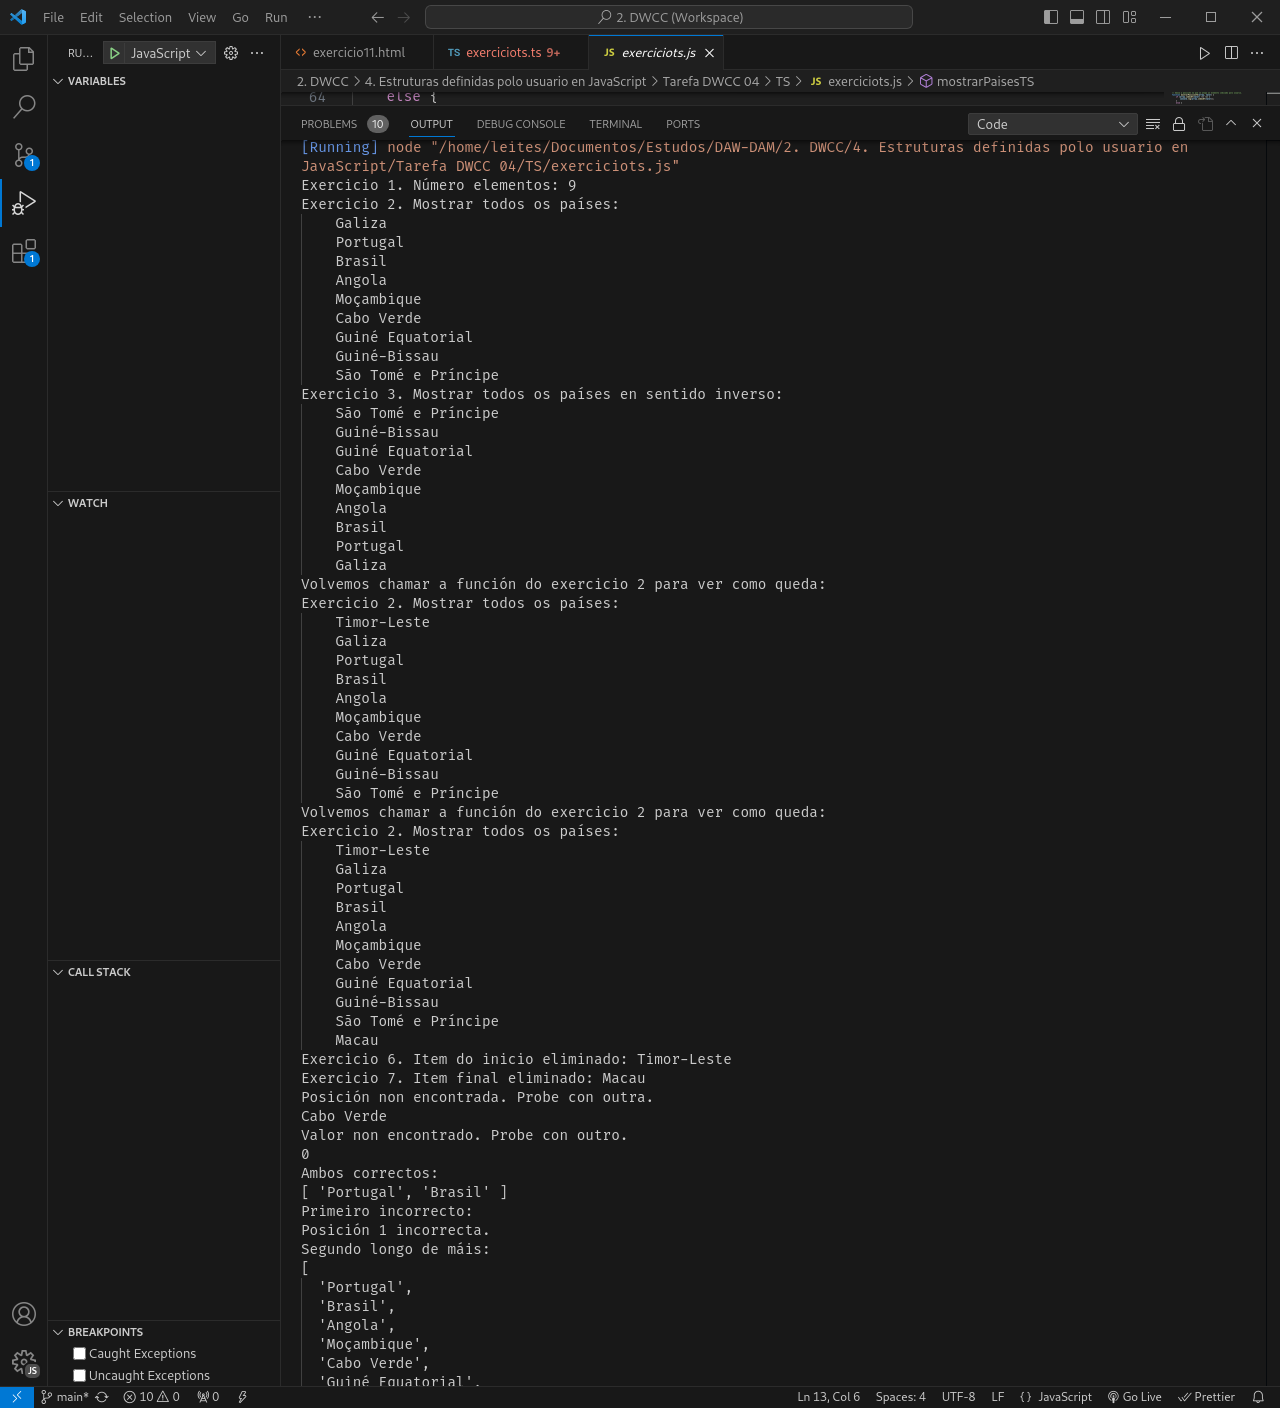 File Edit Selection View Go Run ··· 2. DWCC (Workspace)
RU... JavaScript ···
exercicio11.html
TS exerciciots.ts 9+
JS exerciciots.js
VARIABLES
2. DWCC > 4. Estruturas definidas polo usuario en JavaScript > Tarefa DWCC 04 > TS > JS exerciciots.js > mostrarPaisesTS
64 else {
PROBLEMS 10 OUTPUT DEBUG CONSOLE TERMINAL PORTS Code
[Running] node "/home/leites/Documentos/Estudos/DAW-DAM/2. DWCC/4. Estruturas definidas polo usuario en
JavaScript/Tarefa DWCC 04/TS/exerciciots.js"
Exercicio 1. Número elementos: 9
Exercicio 2. Mostrar todos os países:
Galiza
Portugal
Brasil
Angola
Moçambique
Cabo Verde
Guiné Equatorial
Guiné-Bissau
São Tomé e Príncipe
Exercicio 3. Mostrar todos os países en sentido inverso:
São Tomé e Príncipe
Guiné-Bissau
Guiné Equatorial
Cabo Verde
Moçambique
Angola
Brasil
Portugal
Galiza
Volvemos chamar a función do exercicio 2 para ver como queda:
Exercicio 2. Mostrar todos os países:
Timor-Leste
Galiza
Portugal
Brasil
Angola
Moçambique
Cabo Verde
Guiné Equatorial
Guiné-Bissau
São Tomé e Príncipe
Volvemos chamar a función do exercicio 2 para ver como queda:
Exercicio 2. Mostrar todos os países:
Timor-Leste
Galiza
Portugal
Brasil
Angola
Moçambique
Cabo Verde
Guiné Equatorial
Guiné-Bissau
São Tomé e Príncipe
Macau
Exercicio 6. Item do inicio eliminado: Timor-Leste
Exercicio 7. Item final eliminado: Macau
Posición non encontrada. Probe con outra.
Cabo Verde
Valor non encontrado. Probe con outro.
0
Ambos correctos:
[ 'Portugal', 'Brasil' ]
Primeiro incorrecto:
Posición 1 incorrecta.
Segundo longo de máis:
[
'Portugal',
'Brasil',
'Angola',
'Moçambique',
'Cabo Verde',
'Guiné Equatorial',
WATCH
CALL STACK
BREAKPOINTS
Caught Exceptions
Uncaught Exceptions
1
1
JS
main* 10 0 0 Ln 13, Col 6 Spaces: 4 UTF-8 LF { } JavaScript Go Live Prettier